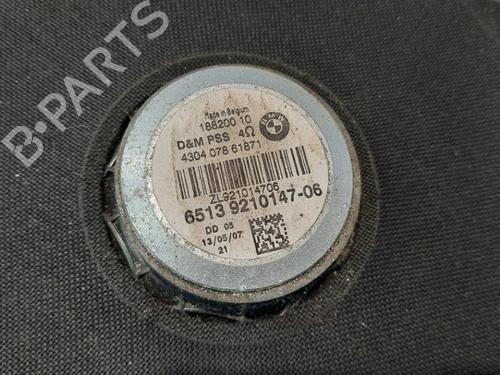 Made in Belgium
188200 10
D&M PSS 4Ω
4304 078 61871
BMW
ZL921014706
6513 9210147-06
DD 05
13/05/07
21
B-PARTS